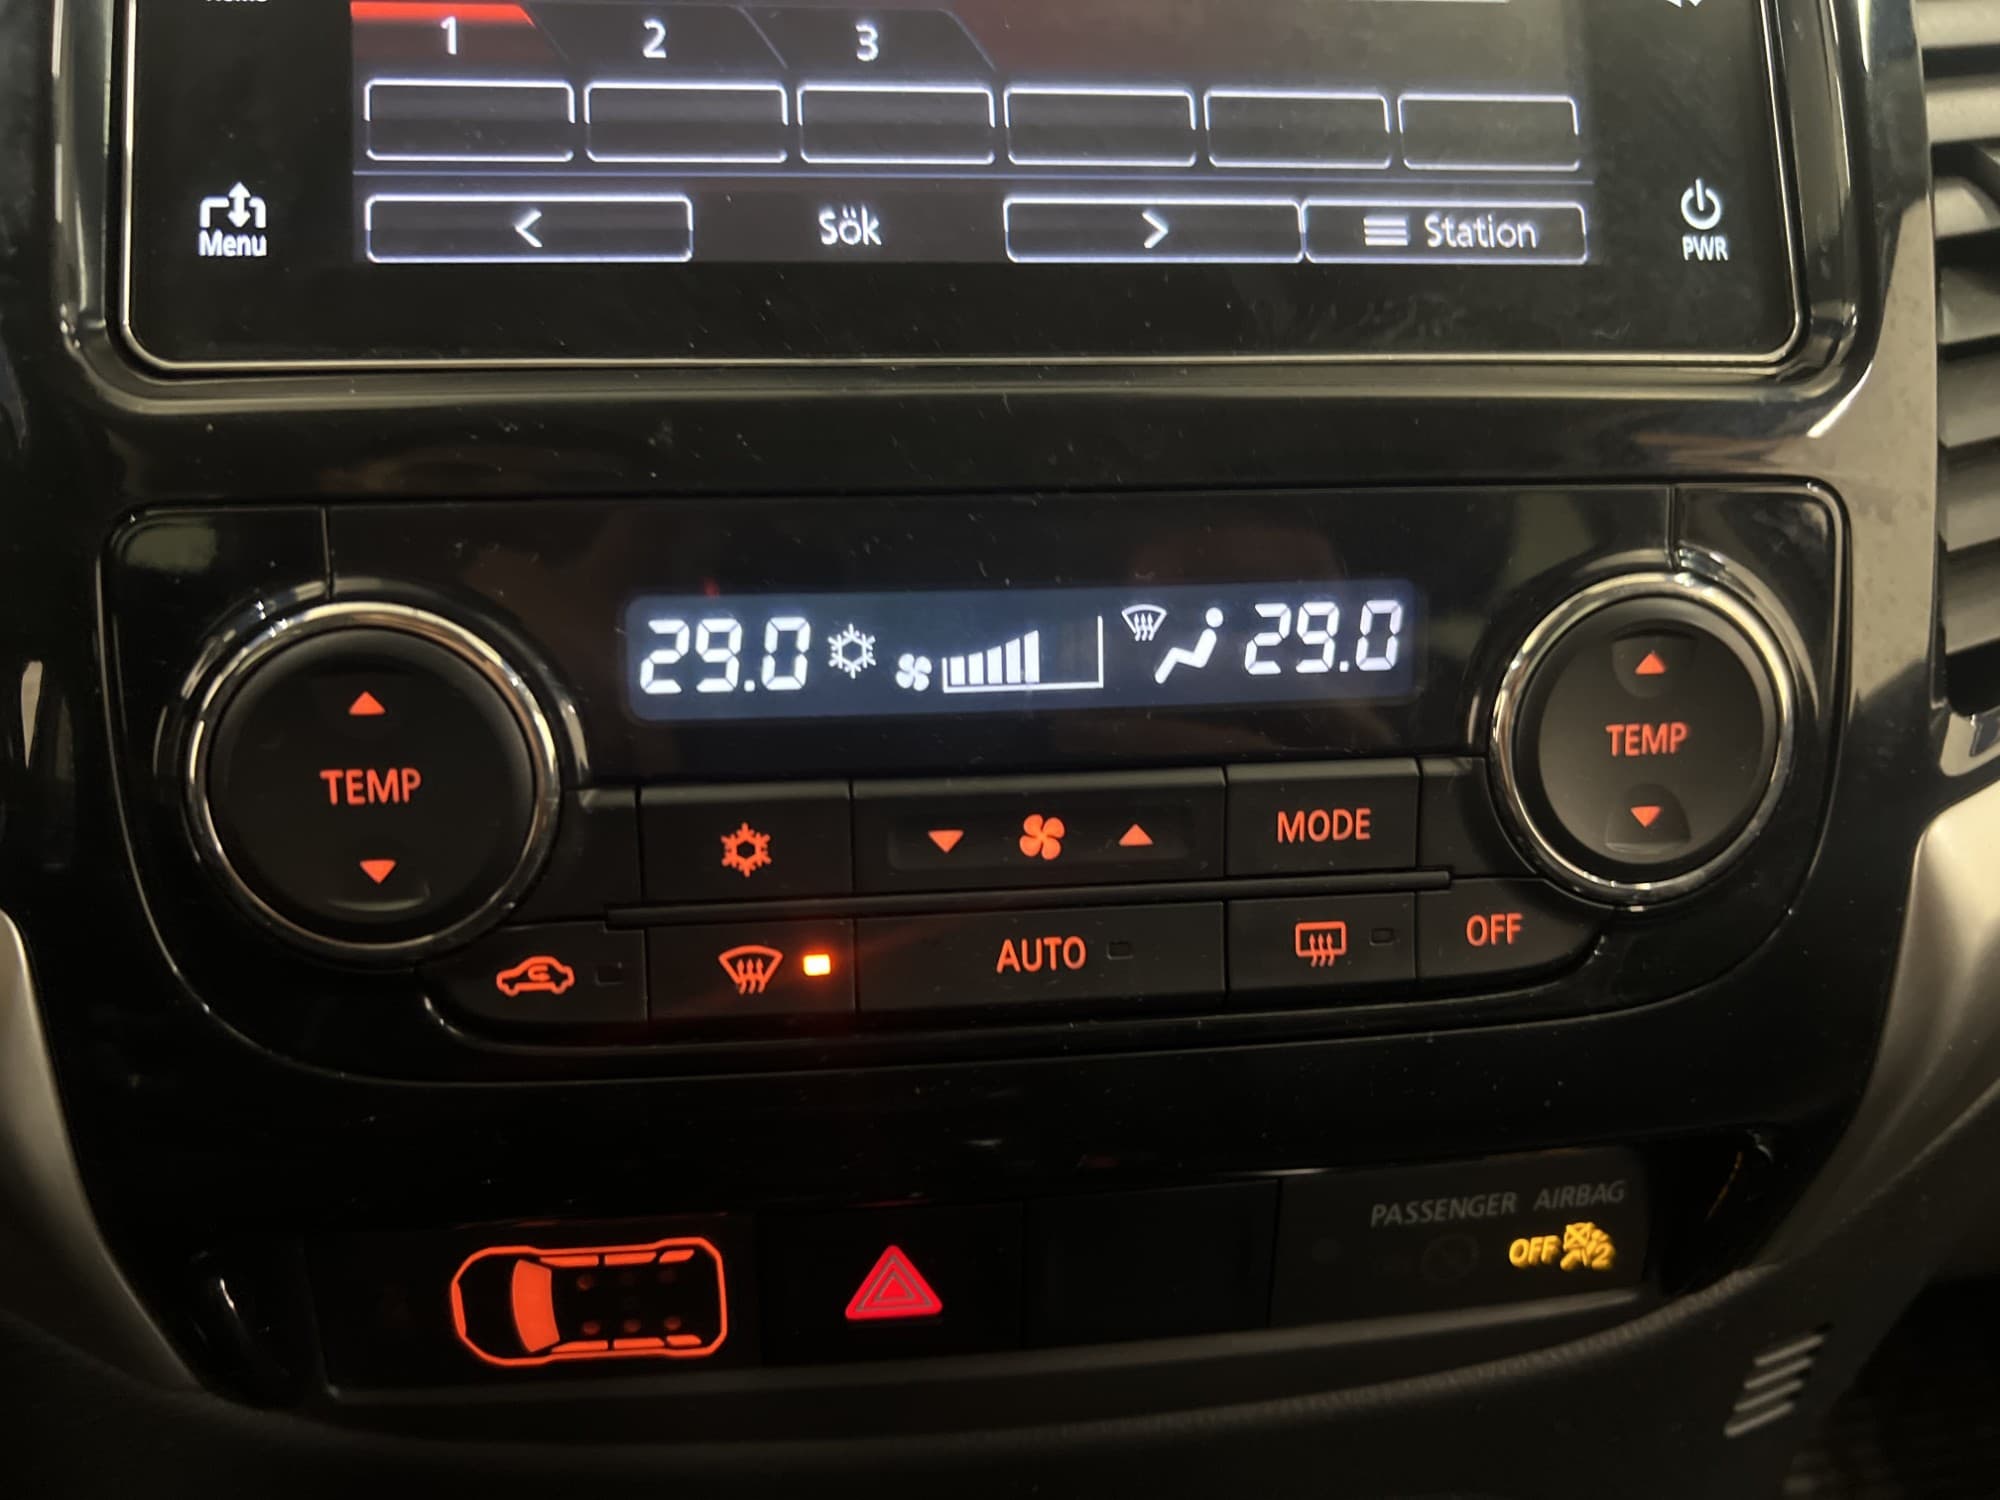 1 2 3
< Sök > Station
Menu
PWR
29.0 29.0
TEMP
TEMP
MODE
AUTO
OFF
PASSENGER AIRBAG
OFF 2